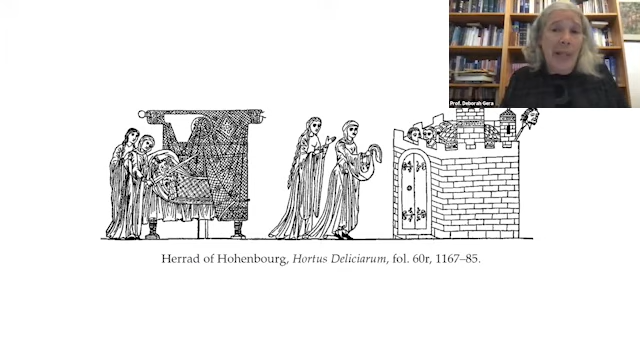 Prof. Deborah Gera
Herrad of Hohenbourg, Hortus Deliciarum, fol. 60r, 1167–85.